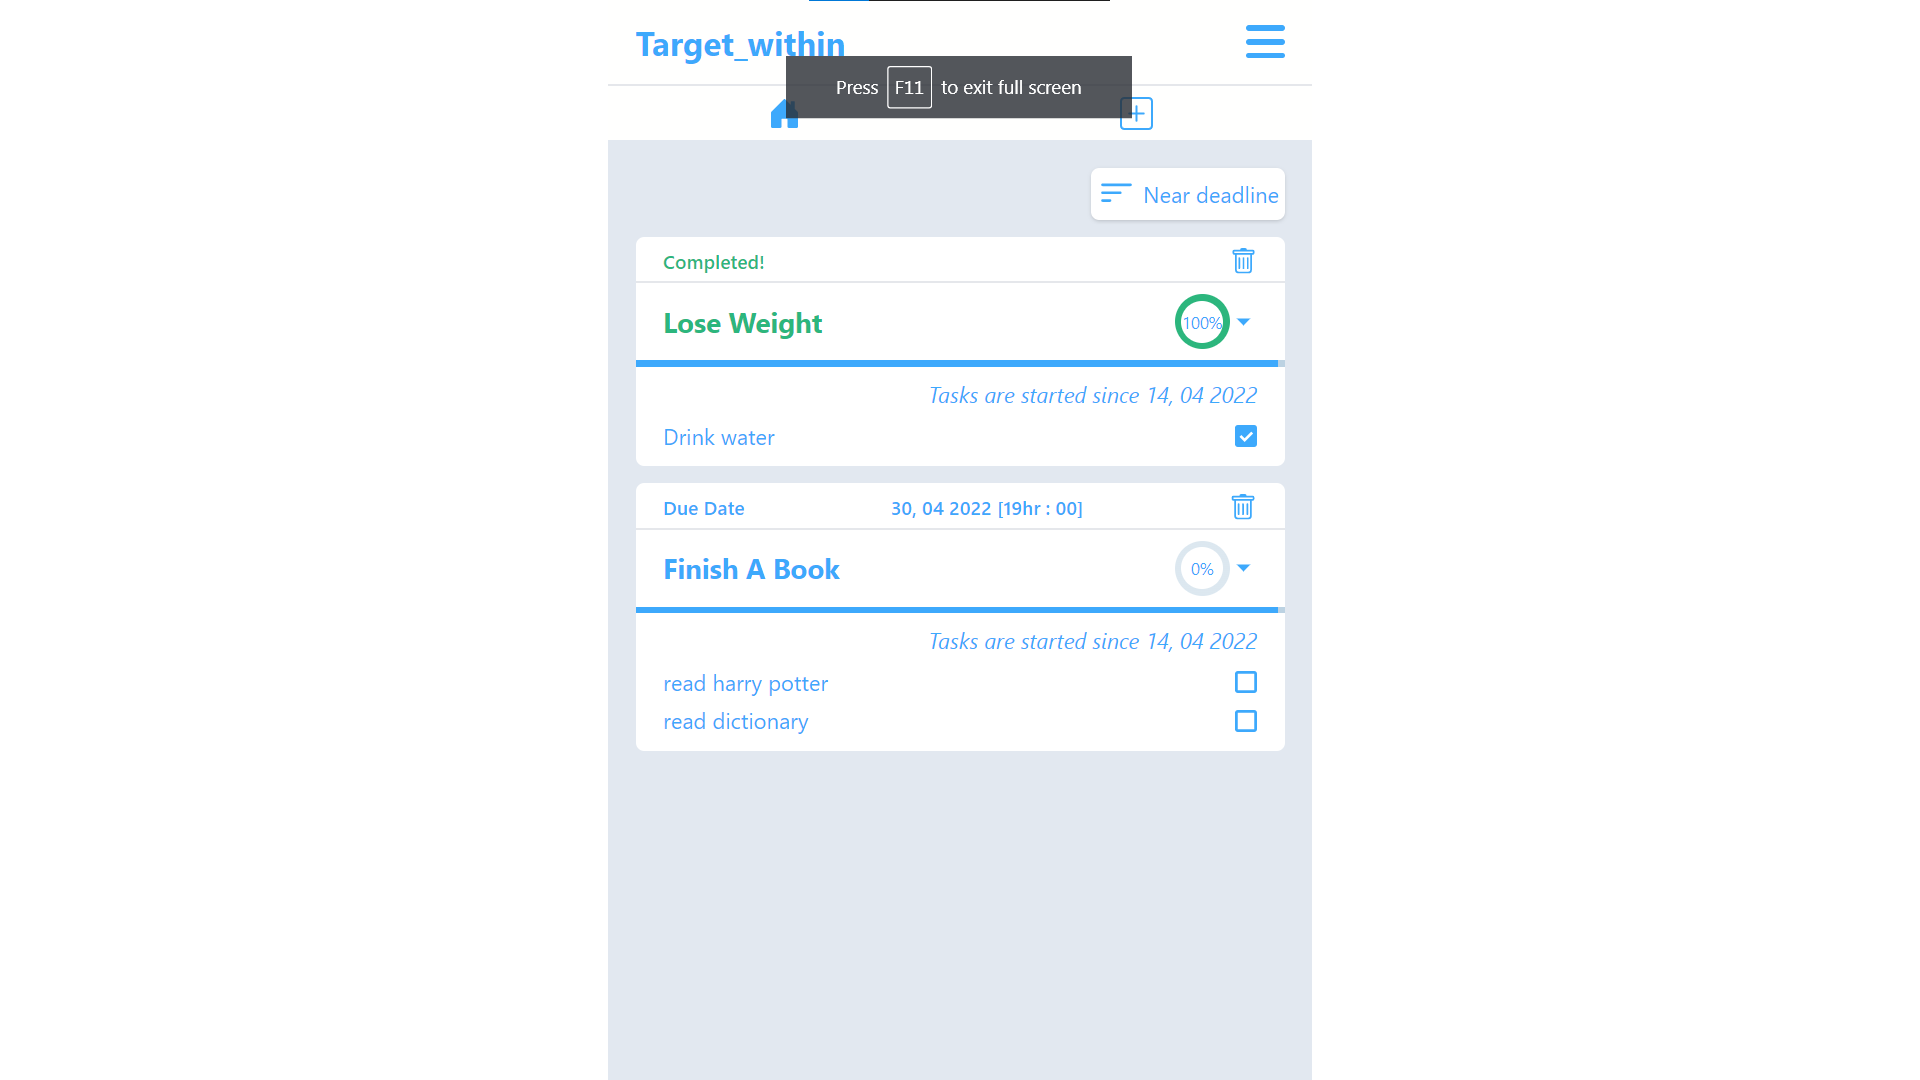 Target_within
Press F11 to exit full screen
Near deadline
Completed!
Lose Weight
100%
Tasks are started since 14, 04 2022
Drink water
Due Date 30, 04 2022 [19hr : 00]
Finish A Book
0%
Tasks are started since 14, 04 2022
read harry potter
read dictionary